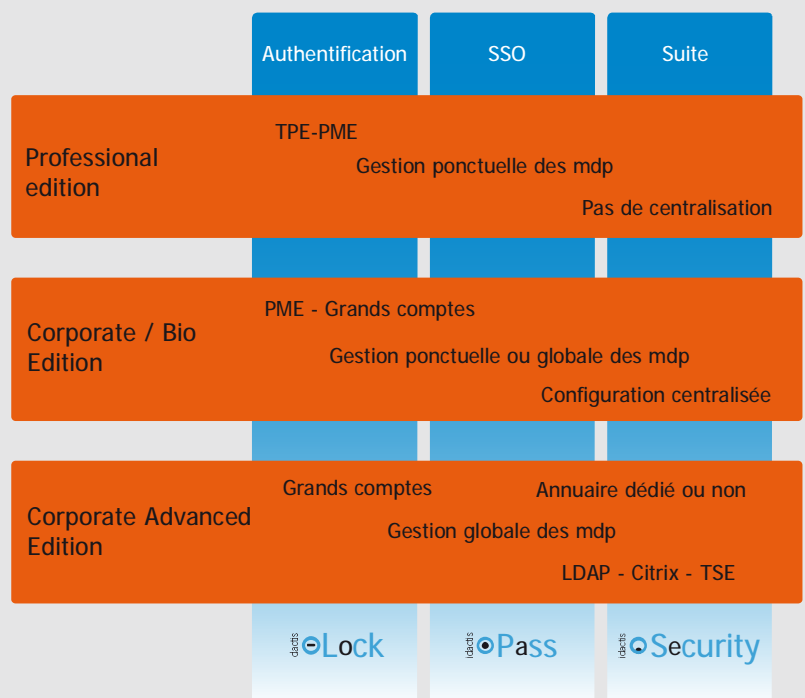 Authentification SSO Suite
Professional
edition
TPE-PME
Gestion ponctuelle des mdp
Pas de centralisation
Corporate / Bio
Edition
PME - Grands comptes
Gestion ponctuelle ou globale des mdp
Configuration centralisée
Corporate Advanced
Edition
Grands comptes Annuaire dédié ou non
Gestion globale des mdp
LDAP - Citrix - TSE
dactis Lock idactis Pass idactis Security